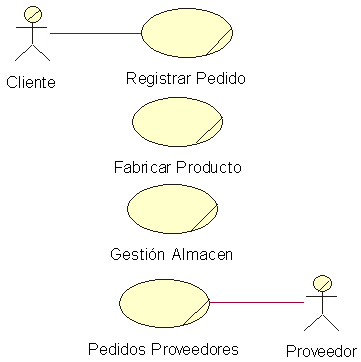 Cliente
Registrar Pedido
Fabricar Producto
Gestión Almacen
Pedidos Proveedores
Proveedor